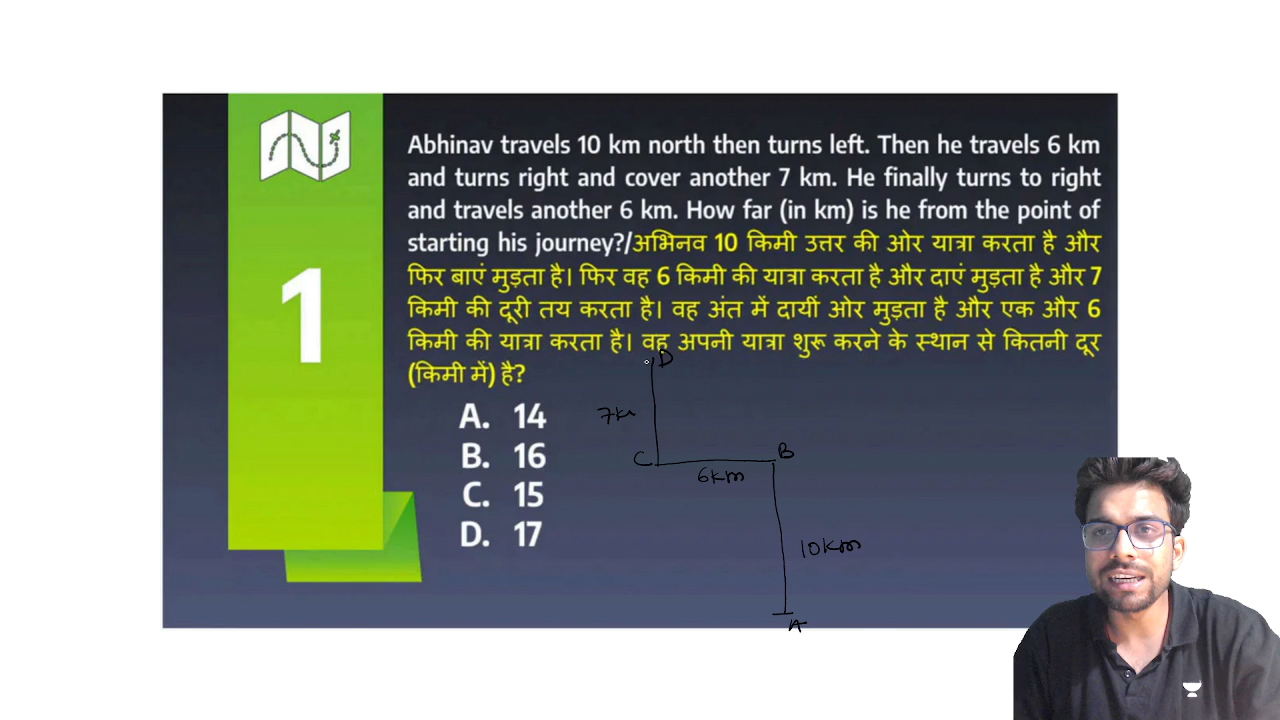 1
Abhinav travels 10 km north then turns left. Then he travels 6 km
and turns right and cover another 7 km. He finally turns to right
and travels another 6 km. How far (in km) is he from the point of
starting his journey?/अभिनव 10 किमी उत्तर की ओर यात्रा करता है और
फिर बाएं मुड़ता है। फिर वह 6 किमी की यात्रा करता है और दाएं मुड़ता है और 7
किमी की दूरी तय करता है। वह अंत में दायीं ओर मुड़ता है और एक और 6
किमी की यात्रा करता है। वह अपनी यात्रा शुरू करने के स्थान से कितनी दूर
(किमी में) है?
A. 14
B. 16
C. 15
D. 17
D
7km
C
B
6km
10km
A